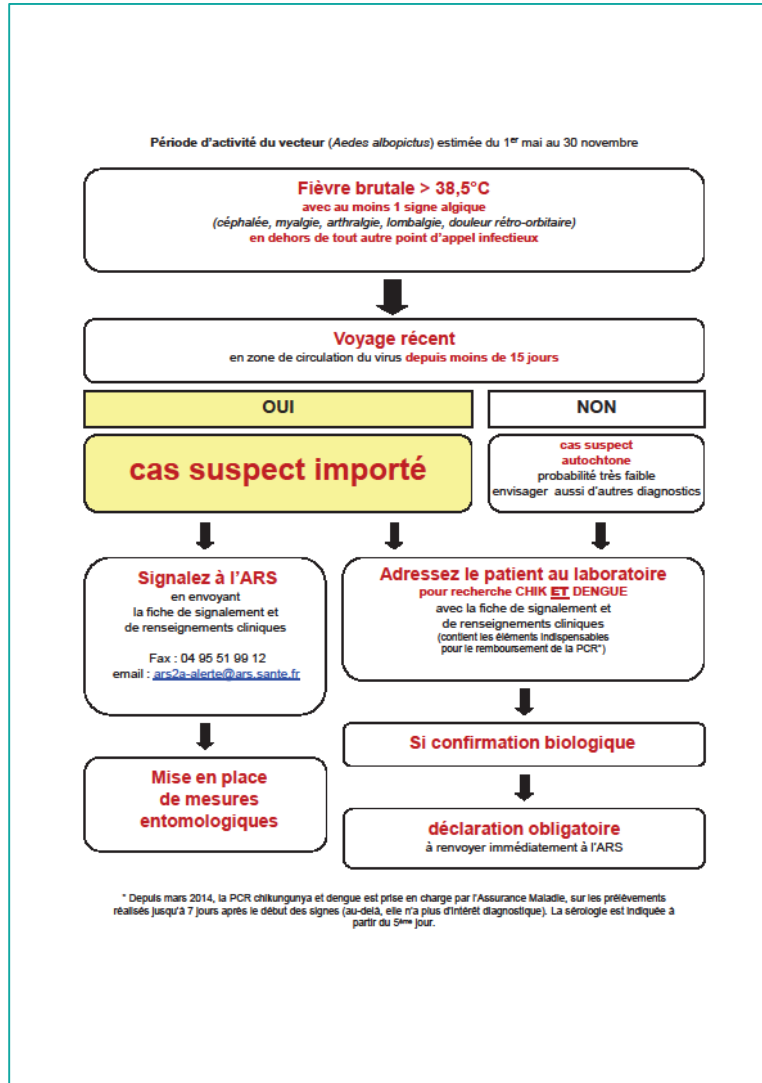 Période d'activité du vecteur (Aedes albopictus) estimée du 1er mai au 30 novembre
Fièvre brutale > 38,5°C
avec au moins 1 signe algique
(céphalée, myalgie, arthralgie, lombalgie, douleur rétro-orbitaire)
en dehors de tout autre point d'appel infectieux
Voyage récent
en zone de circulation du virus depuis moins de 15 jours
OUI
NON
cas suspect importé
cas suspect
autochtone
probabilité très faible
envisager aussi d'autres diagnostics
Signalez à l'ARS
en envoyant
la fiche de signalement et
de renseignements cliniques
Fax : 04 95 51 99 12
email : ars2a-alerte@ars.sante.fr
Adressez le patient au laboratoire
pour recherche CHIK ET DENGUE
avec la fiche de signalement et
de renseignements cliniques
(contient les éléments indispensables
pour le remboursement de la PCR*)
Si confirmation biologique
Mise en place
de mesures
entomologiques
déclaration obligatoire
à renvoyer immédiatement à l'ARS
* Depuis mars 2014, la PCR chikungunya et dengue est prise en charge par l'Assurance Maladie, sur les prélèvements
réalisés jusqu'à 7 jours après le début des signes (au-delà, elle n'a plus d'intérêt diagnostique). La sérologie est indiquée à
partir du 5ème jour.